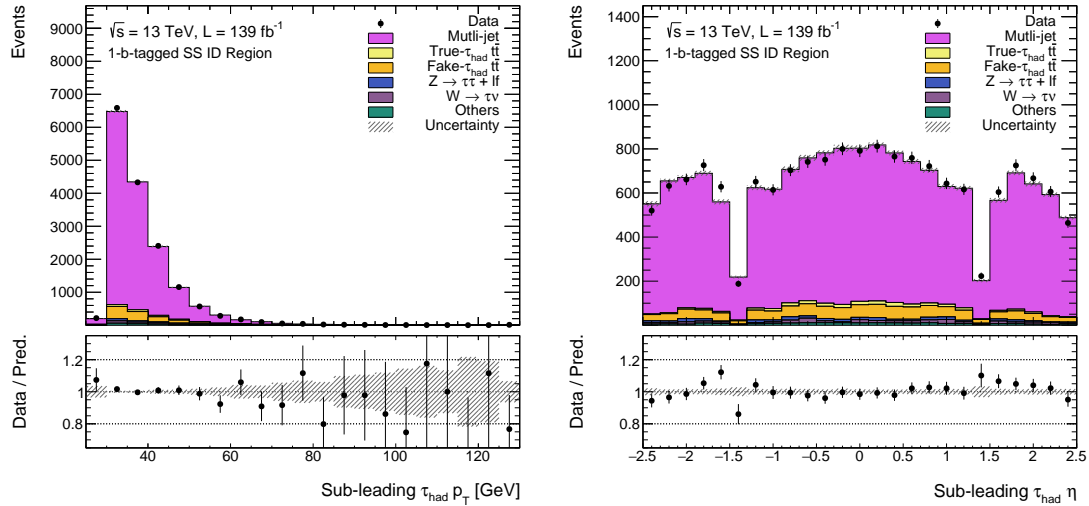 Events
9000
8000
7000
6000
5000
4000
3000
2000
1000
√s = 13 TeV, L = 139 fb⁻¹
1-b-tagged SS ID Region
Data
Mutli-jet
True-τhad tt̄
Fake-τhad tt̄
Z → ττ + lf
W → τν
Others
Uncertainty
Data / Pred.
1.2
1
0.8
40 60 80 100 120
Sub-leading τhad pT [GeV]
Events
1400
1200
1000
800
600
400
200
√s = 13 TeV, L = 139 fb⁻¹
1-b-tagged SS ID Region
Data
Mutli-jet
True-τhad tt̄
Fake-τhad tt̄
Z → ττ + lf
W → τν
Others
Uncertainty
Data / Pred.
1.2
1
0.8
−2.5 −2 −1.5 −1 −0.5 0 0.5 1 1.5 2 2.5
Sub-leading τhad η